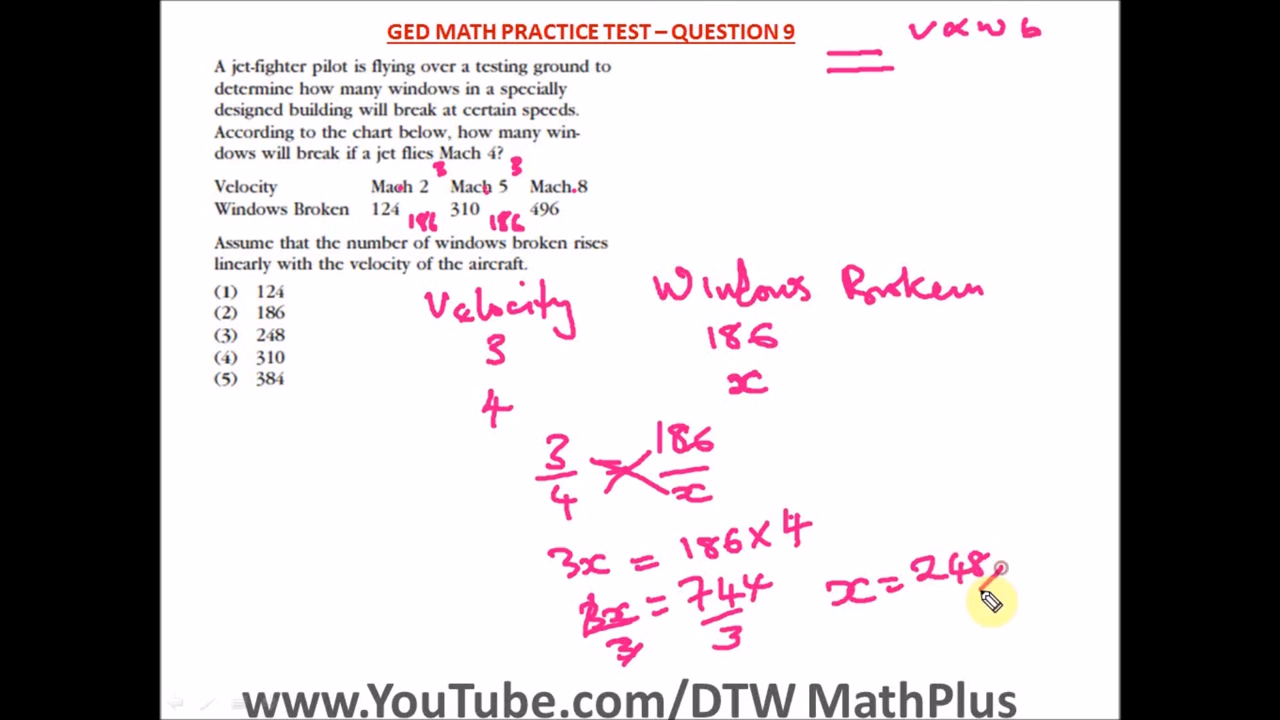 GED MATH PRACTICE TEST – QUESTION 9
V ∝ W b
A jet-fighter pilot is flying over a testing ground to
determine how many windows in a specially
designed building will break at certain speeds.
According to the chart below, how many win-
dows will break if a jet flies Mach 4?
3 3
Velocity Mach 2 Mach 5 Mach 8
Windows Broken 124 310 496
186 186
Assume that the number of windows broken rises
linearly with the velocity of the aircraft.
(1) 124
(2) 186
(3) 248
(4) 310
(5) 384
Velocity Windows Broken
3 186
4 x
3/4 = 186/x
3x = 186 x 4
3x/3 = 744/3 x = 248
www.YouTube.com/DTW MathPlus